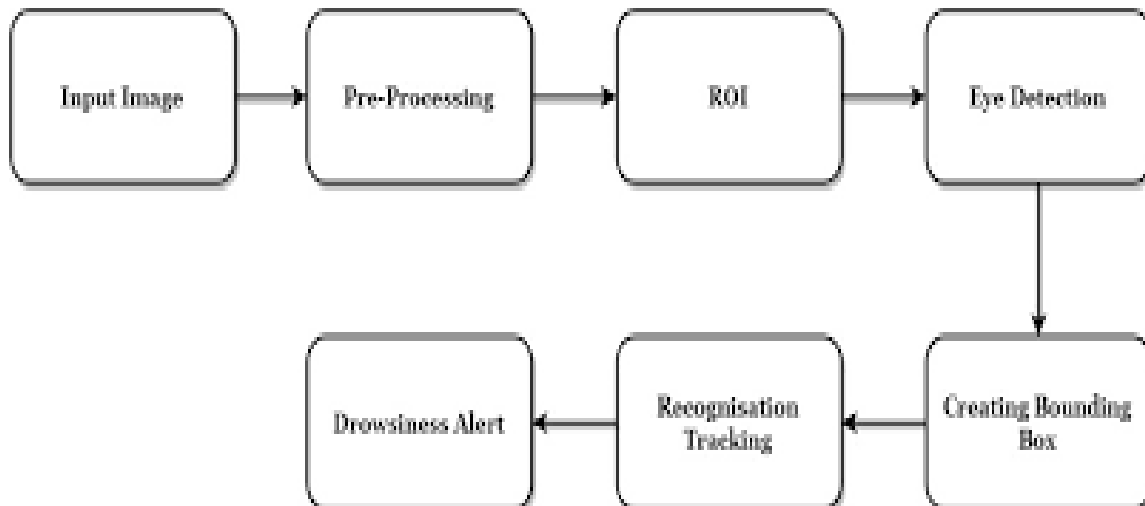 Input Image
Pre-Processing
ROI
Eye Detection
Creating Bounding
Box
Recognisation
Tracking
Drowsiness Alert